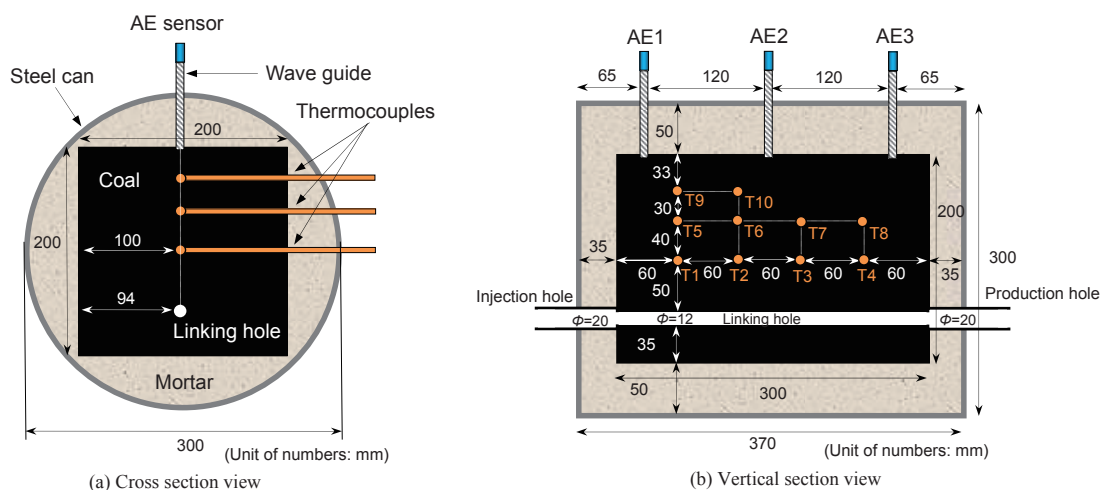 AE sensor
Steel can
Wave guide
Thermocouples
200
Coal
200
100
94
Linking hole
Mortar
300
(Unit of numbers: mm)
(a) Cross section view
AE1
AE2
AE3
65
120
120
65
50
33
T9
T10
30
T5
T6
T7
T8
200
40
35
60
60
60
60
60
35
300
T1
T2
T3
T4
50
Injection hole
Production hole
Φ=20
Φ=12
Linking hole
Φ=20
35
50
300
370
(Unit of numbers: mm)
(b) Vertical section view